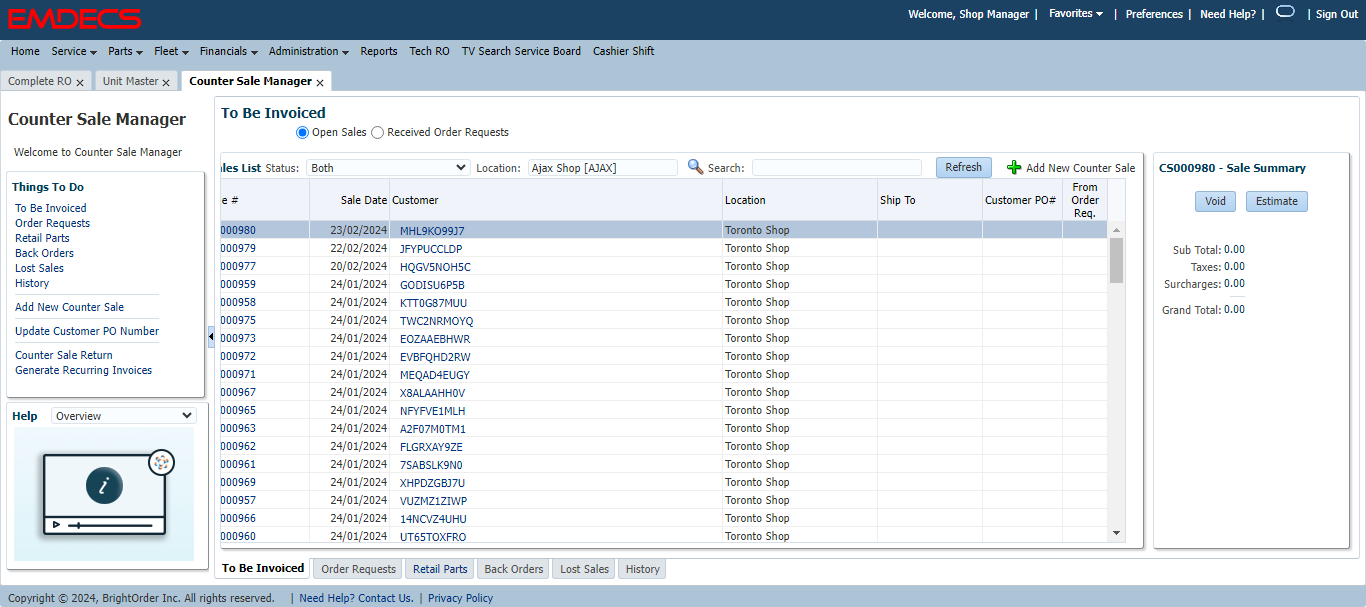 EMDECS
Welcome, Shop Manager | Favorites | Preferences | Need Help? | | Sign Out
Home Service Parts Fleet Financials Administration Reports Tech RO TV Search Service Board Cashier Shift
Complete RO x Unit Master x Counter Sale Manager x
Counter Sale Manager
Welcome to Counter Sale Manager
Things To Do
To Be Invoiced
Order Requests
Retail Parts
Back Orders
Lost Sales
History
Add New Counter Sale
Update Customer PO Number
Counter Sale Return
Generate Recurring Invoices
Help Overview
i
To Be Invoiced
Open Sales Received Order Requests
les List Status: Both Location: Ajax Shop [AJAX] Search: Refresh Add New Counter Sale
e # Sale Date Customer Location Ship To Customer PO# From Order Req.
000980 23/02/2024 MHL9KO99J7 Toronto Shop
000979 22/02/2024 JFYPUCCLDP Toronto Shop
000977 20/02/2024 HQGV5NOH5C Toronto Shop
000959 24/01/2024 GODISU6P5B Toronto Shop
000958 24/01/2024 KTT0G87MUU Toronto Shop
000975 24/01/2024 TWC2NRMOYQ Toronto Shop
000973 24/01/2024 EOZAAEBHWR Toronto Shop
000972 24/01/2024 EVBFQHD2RW Toronto Shop
000971 24/01/2024 MEQAD4EUGY Toronto Shop
000967 24/01/2024 X8ALAAHH0V Toronto Shop
000965 24/01/2024 NFYFVE1MLH Toronto Shop
000963 24/01/2024 A2F07M0TM1 Toronto Shop
000962 24/01/2024 FLGRXAY9ZE Toronto Shop
000961 24/01/2024 7SABSLK9N0 Toronto Shop
000969 24/01/2024 XHPDZGBJ7U Toronto Shop
000957 24/01/2024 VUZMZ1ZIWP Toronto Shop
000966 24/01/2024 14NCVZ4UHU Toronto Shop
000960 24/01/2024 UT65TOXFRO Toronto Shop
CS000980 - Sale Summary
Void Estimate
Sub Total: 0.00
Taxes: 0.00
Surcharges: 0.00
Grand Total: 0.00
To Be Invoiced Order Requests Retail Parts Back Orders Lost Sales History
Copyright © 2024, BrightOrder Inc. All rights reserved. | Need Help? Contact Us. | Privacy Policy